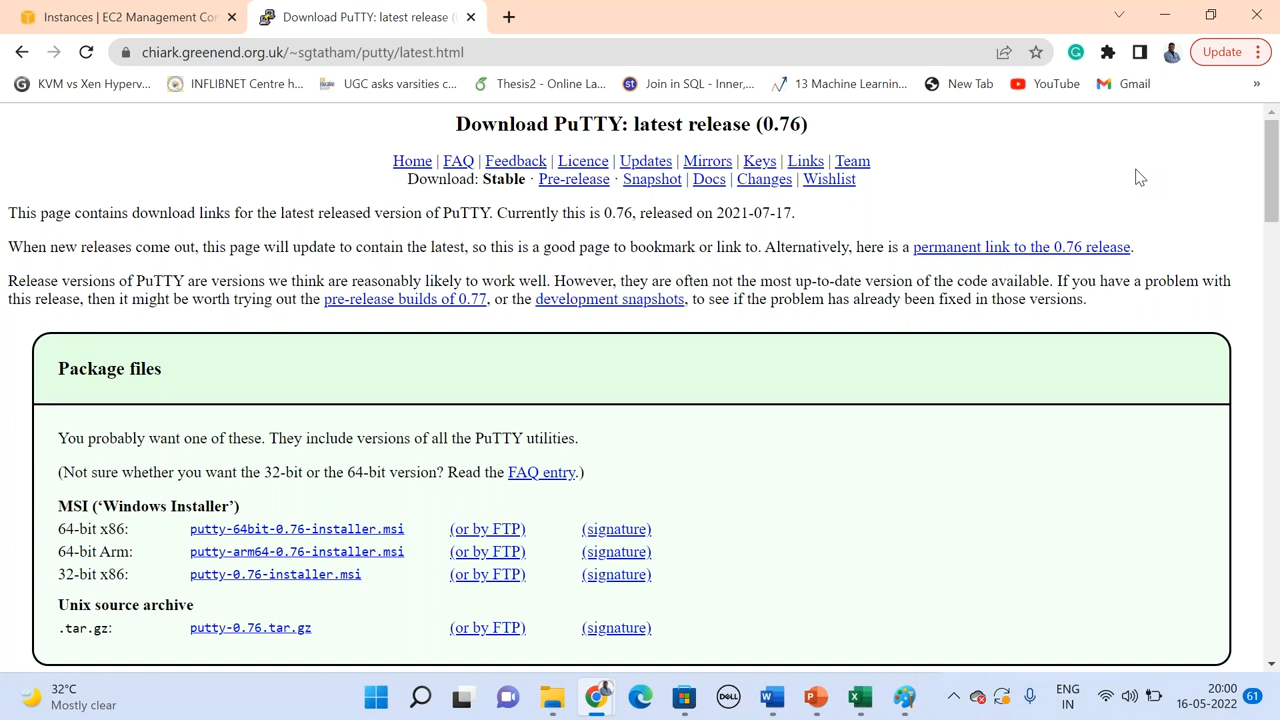 Instances | EC2 Management Con
Download PuTTY: latest release (
chiark.greenend.org.uk/~sgtatham/putty/latest.html
Update
KVM vs Xen Hyperv...
INFLIBNET Centre h...
UGC asks varsities c...
Thesis2 - Online La...
Join in SQL - Inner,...
13 Machine Learnin...
New Tab
YouTube
Gmail
»
Download PuTTY: latest release (0.76)
Home | FAQ | Feedback | Licence | Updates | Mirrors | Keys | Links | Team
Download: Stable · Pre-release · Snapshot | Docs | Changes | Wishlist
This page contains download links for the latest released version of PuTTY. Currently this is 0.76, released on 2021-07-17.
When new releases come out, this page will update to contain the latest, so this is a good page to bookmark or link to. Alternatively, here is a permanent link to the 0.76 release.
Release versions of PuTTY are versions we think are reasonably likely to work well. However, they are often not the most up-to-date version of the code available. If you have a problem with
this release, then it might be worth trying out the pre-release builds of 0.77, or the development snapshots, to see if the problem has already been fixed in those versions.
Package files
You probably want one of these. They include versions of all the PuTTY utilities.
(Not sure whether you want the 32-bit or the 64-bit version? Read the FAQ entry.)
MSI (‘Windows Installer’)
64-bit x86: putty-64bit-0.76-installer.msi (or by FTP) (signature)
64-bit Arm: putty-arm64-0.76-installer.msi (or by FTP) (signature)
32-bit x86: putty-0.76-installer.msi (or by FTP) (signature)
Unix source archive
.tar.gz: putty-0.76.tar.gz (or by FTP) (signature)
32°C
Mostly clear
DELL
ENG
IN
20:00
16-05-2022
61